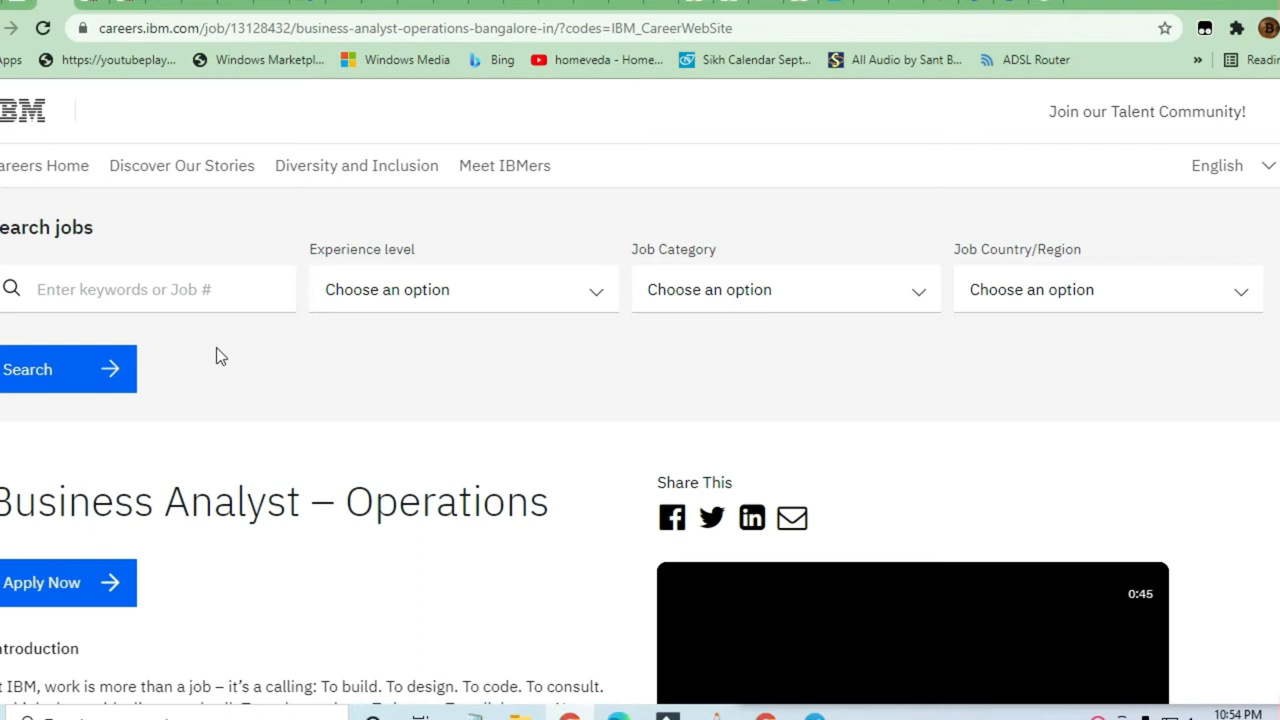 careers.ibm.com/job/13128432/business-analyst-operations-bangalore-in/?codes=IBM_CareerWebSite
pps https://youtubeplay... Windows Marketpl... Windows Media Bing homeveda - Home... Sikh Calendar Sept... All Audio by Sant B... ADSL Router » Readin
IBM Join our Talent Community!
areers Home Discover Our Stories Diversity and Inclusion Meet IBMers English
earch jobs
Experience level Job Category Job Country/Region
Enter keywords or Job # Choose an option Choose an option Choose an option
Search
Business Analyst – Operations
Share This
Apply Now
0:45
ntroduction
t IBM, work is more than a job – it's a calling: To build. To design. To code. To consult.
10:54 PM